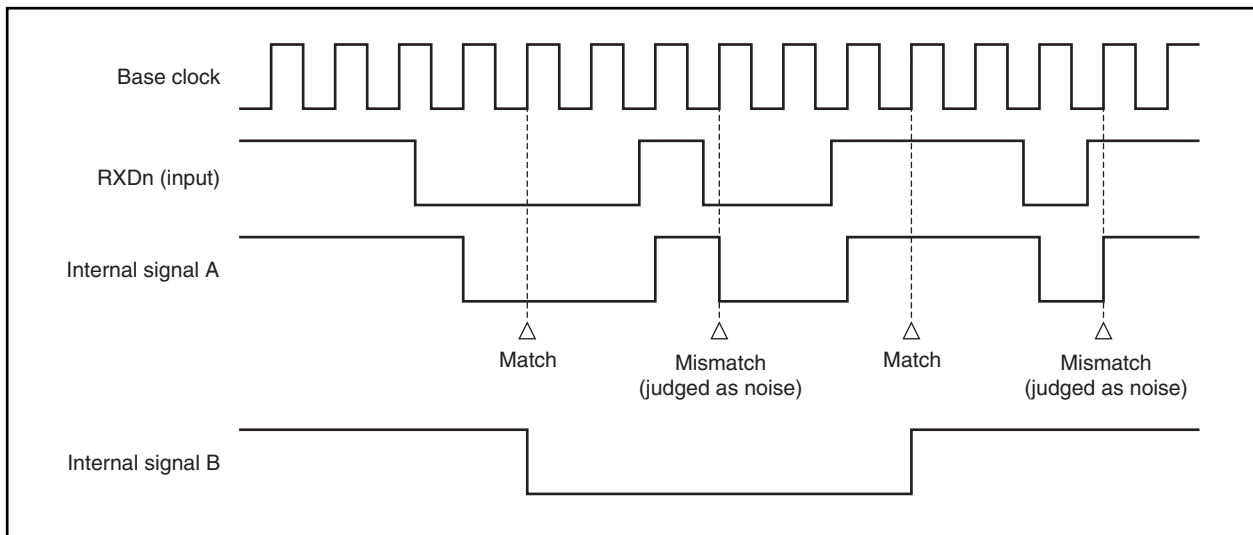 Base clock
RXDn (input)
Internal signal A
Match
Mismatch
(judged as noise)
Match
Mismatch
(judged as noise)
Internal signal B